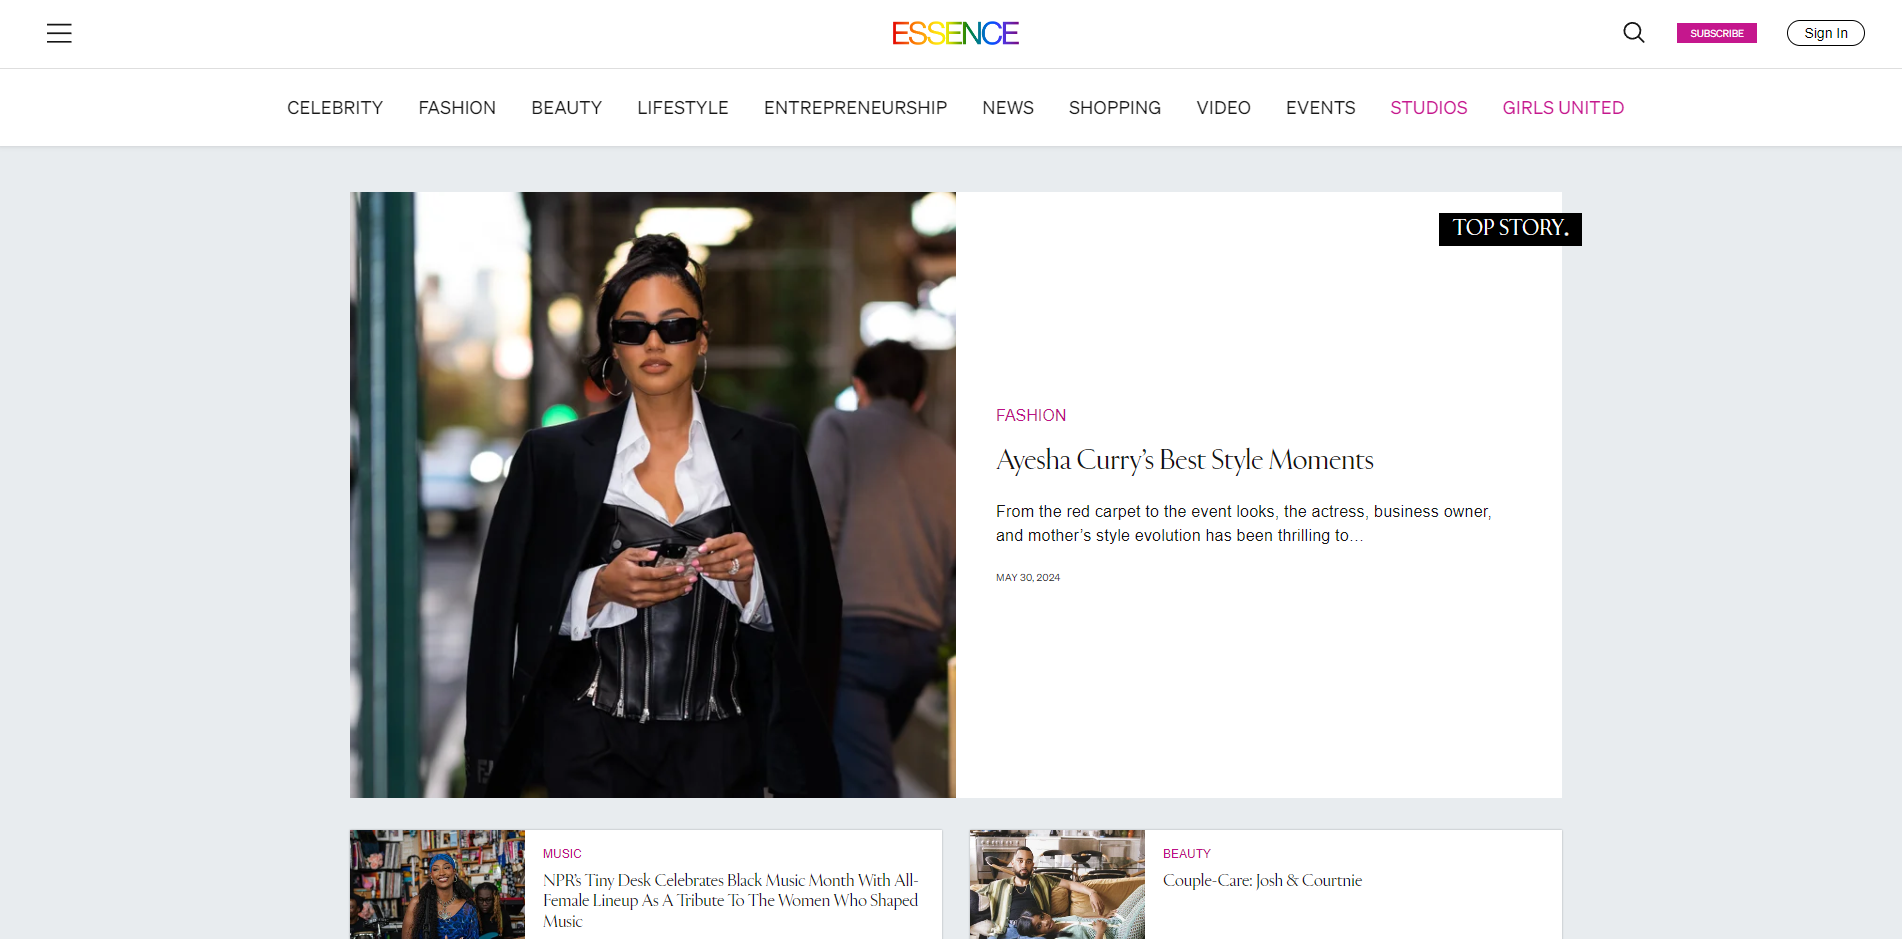 ESSENCE
SUBSCRIBE
Sign In
CELEBRITY FASHION BEAUTY LIFESTYLE ENTREPRENEURSHIP NEWS SHOPPING VIDEO EVENTS STUDIOS GIRLS UNITED
TOP STORY.
FASHION
Ayesha Curry’s Best Style Moments
From the red carpet to the event looks, the actress, business owner,
and mother’s style evolution has been thrilling to…
MAY 30, 2024
MUSIC
NPR’s Tiny Desk Celebrates Black Music Month With All-
Female Lineup As A Tribute To The Women Who Shaped
Music
BEAUTY
Couple-Care: Josh & Courtnie